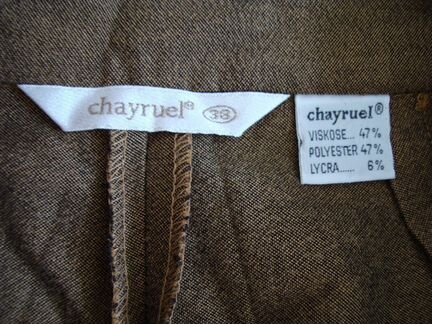 chayruel® 38
chayruel®
VISKOSE... 47%
POLYESTER 47%
LYCRA...... 6%